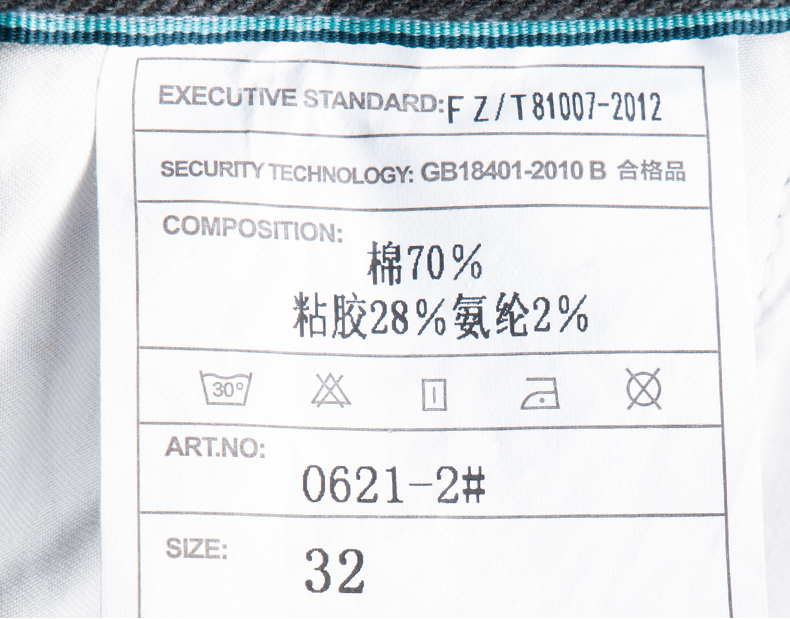 EXECUTIVE STANDARD: FZ/T81007-2012
SECURITY TECHNOLOGY: GB18401-2010 B 合格品
COMPOSITION:
棉70%
粘胶28%氨纶2%
30°
ART.NO:
0621-2#
SIZE:
32